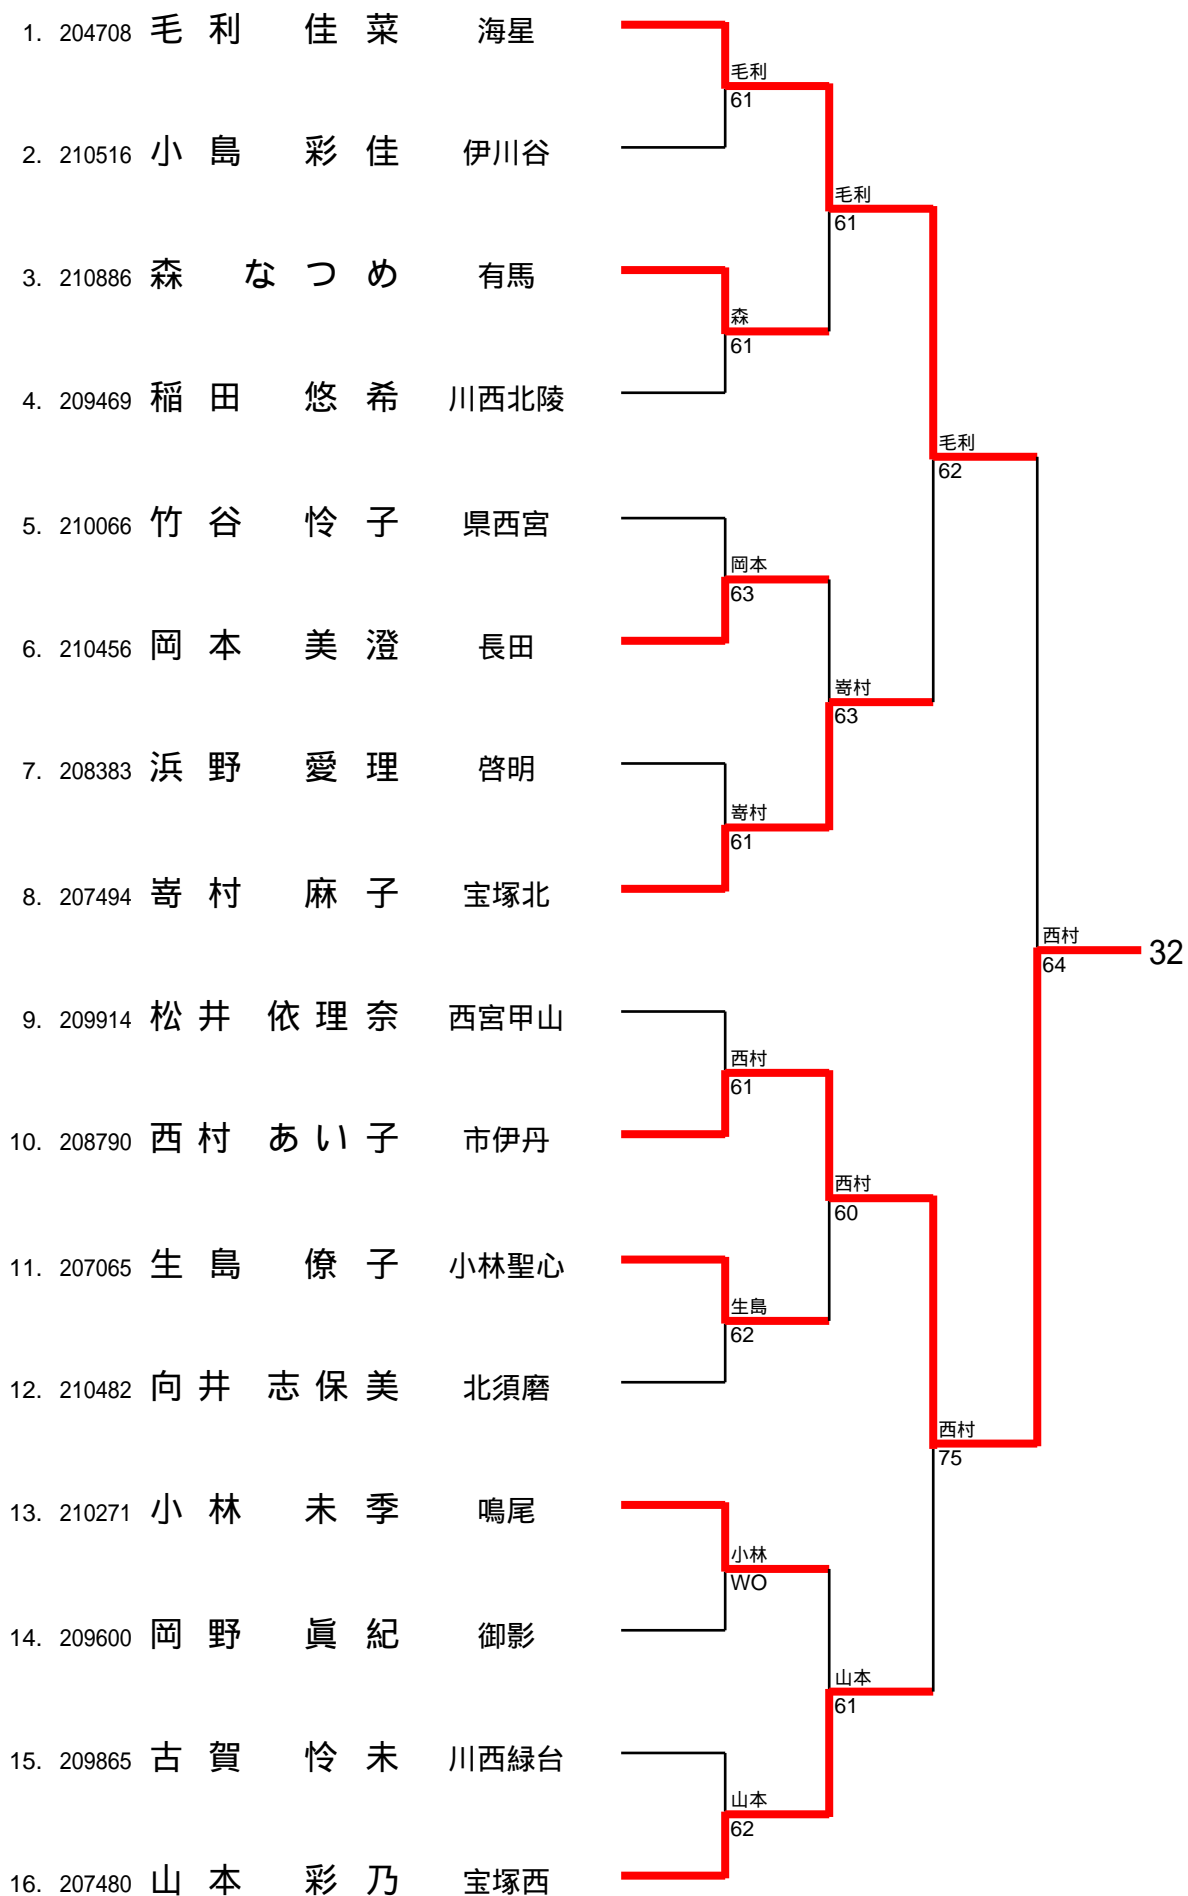 1. 204708 毛利 佳菜 海星
毛利
61
2. 210516 小島 彩佳 伊川谷
毛利
61
3. 210886 森 なつめ 有馬
森
61
4. 209469 稲田 悠希 川西北陵
毛利
62
5. 210066 竹谷 怜子 県西宮
岡本
63
6. 210456 岡本 美澄 長田
嵜村
63
7. 208383 浜野 愛理 啓明
嵜村
61
8. 207494 嵜村 麻子 宝塚北
西村
64
32
9. 209914 松井 依理奈 西宮甲山
西村
61
10. 208790 西村 あい子 市伊丹
西村
60
11. 207065 生島 僚子 小林聖心
生島
62
12. 210482 向井 志保美 北須磨
西村
75
13. 210271 小林 未季 鳴尾
小林
WO
14. 209600 岡野 眞紀 御影
山本
61
15. 209865 古賀 怜未 川西緑台
山本
62
16. 207480 山本 彩乃 宝塚西